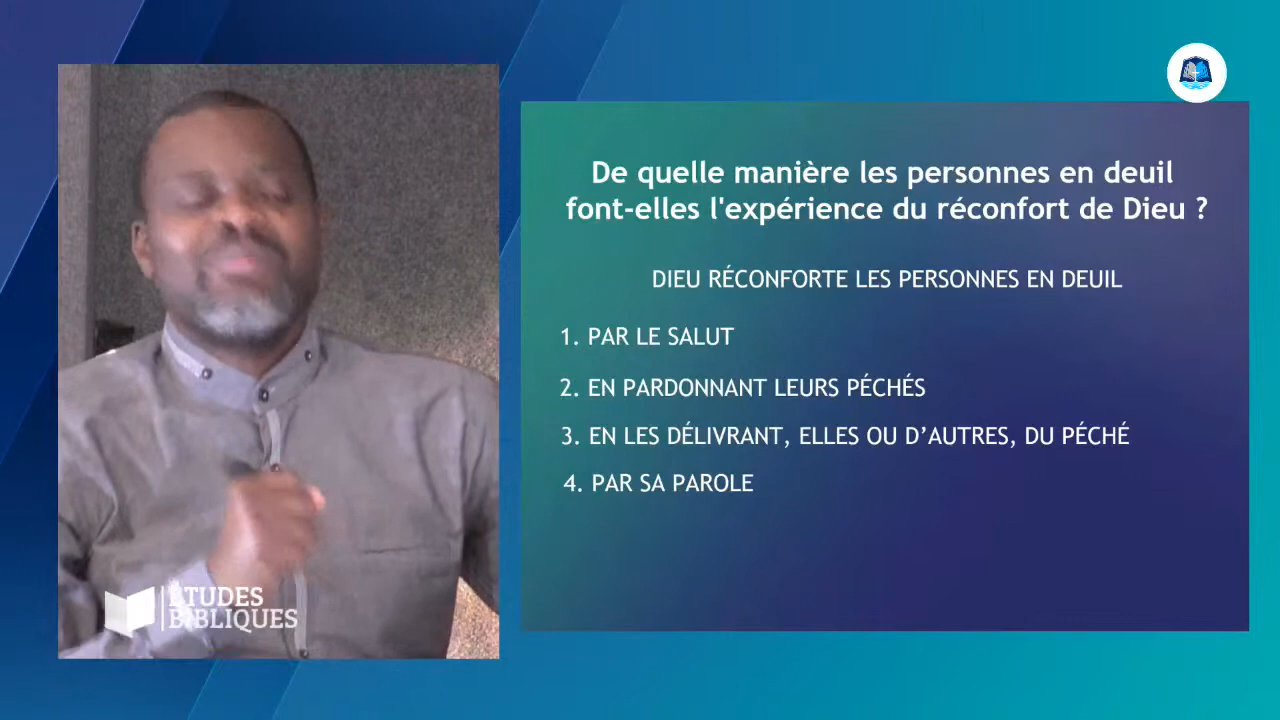 De quelle manière les personnes en deuil
font-elles l'expérience du réconfort de Dieu ?
DIEU RÉCONFORTE LES PERSONNES EN DEUIL
1. PAR LE SALUT
2. EN PARDONNANT LEURS PÉCHÉS
3. EN LES DÉLIVRANT, ELLES OU D’AUTRES, DU PÉCHÉ
4. PAR SA PAROLE
ÉTUDES
BIBLIQUES